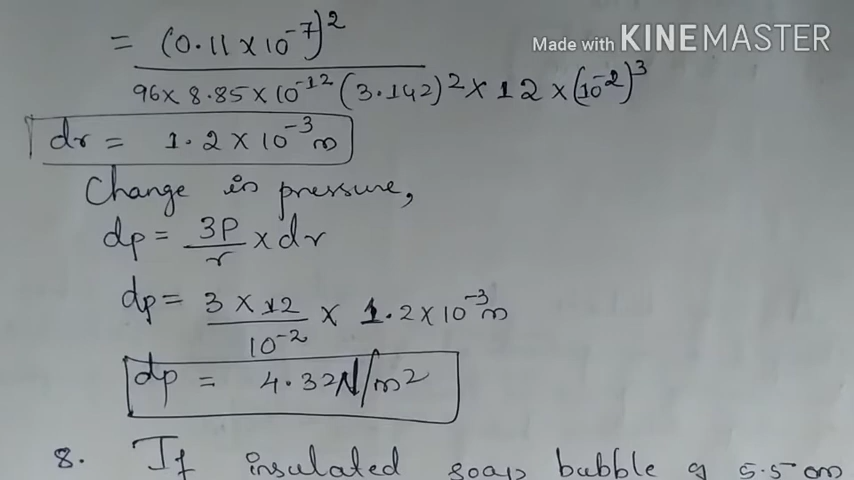 = (0.11 × 10⁻⁷)²
Made with KINEMASTER
96 × 8.85 × 10⁻¹² (3.142)² × 12 × (10⁻²)³
dr = 1.2 × 10⁻³ m
Change in pressure,
dp = 3P/r × dr
dp = 3 × 12/10⁻² × 1.2 × 10⁻³ m
dp = 4.32 N/m²
8. If insulated soap bubble of 5.5 cm